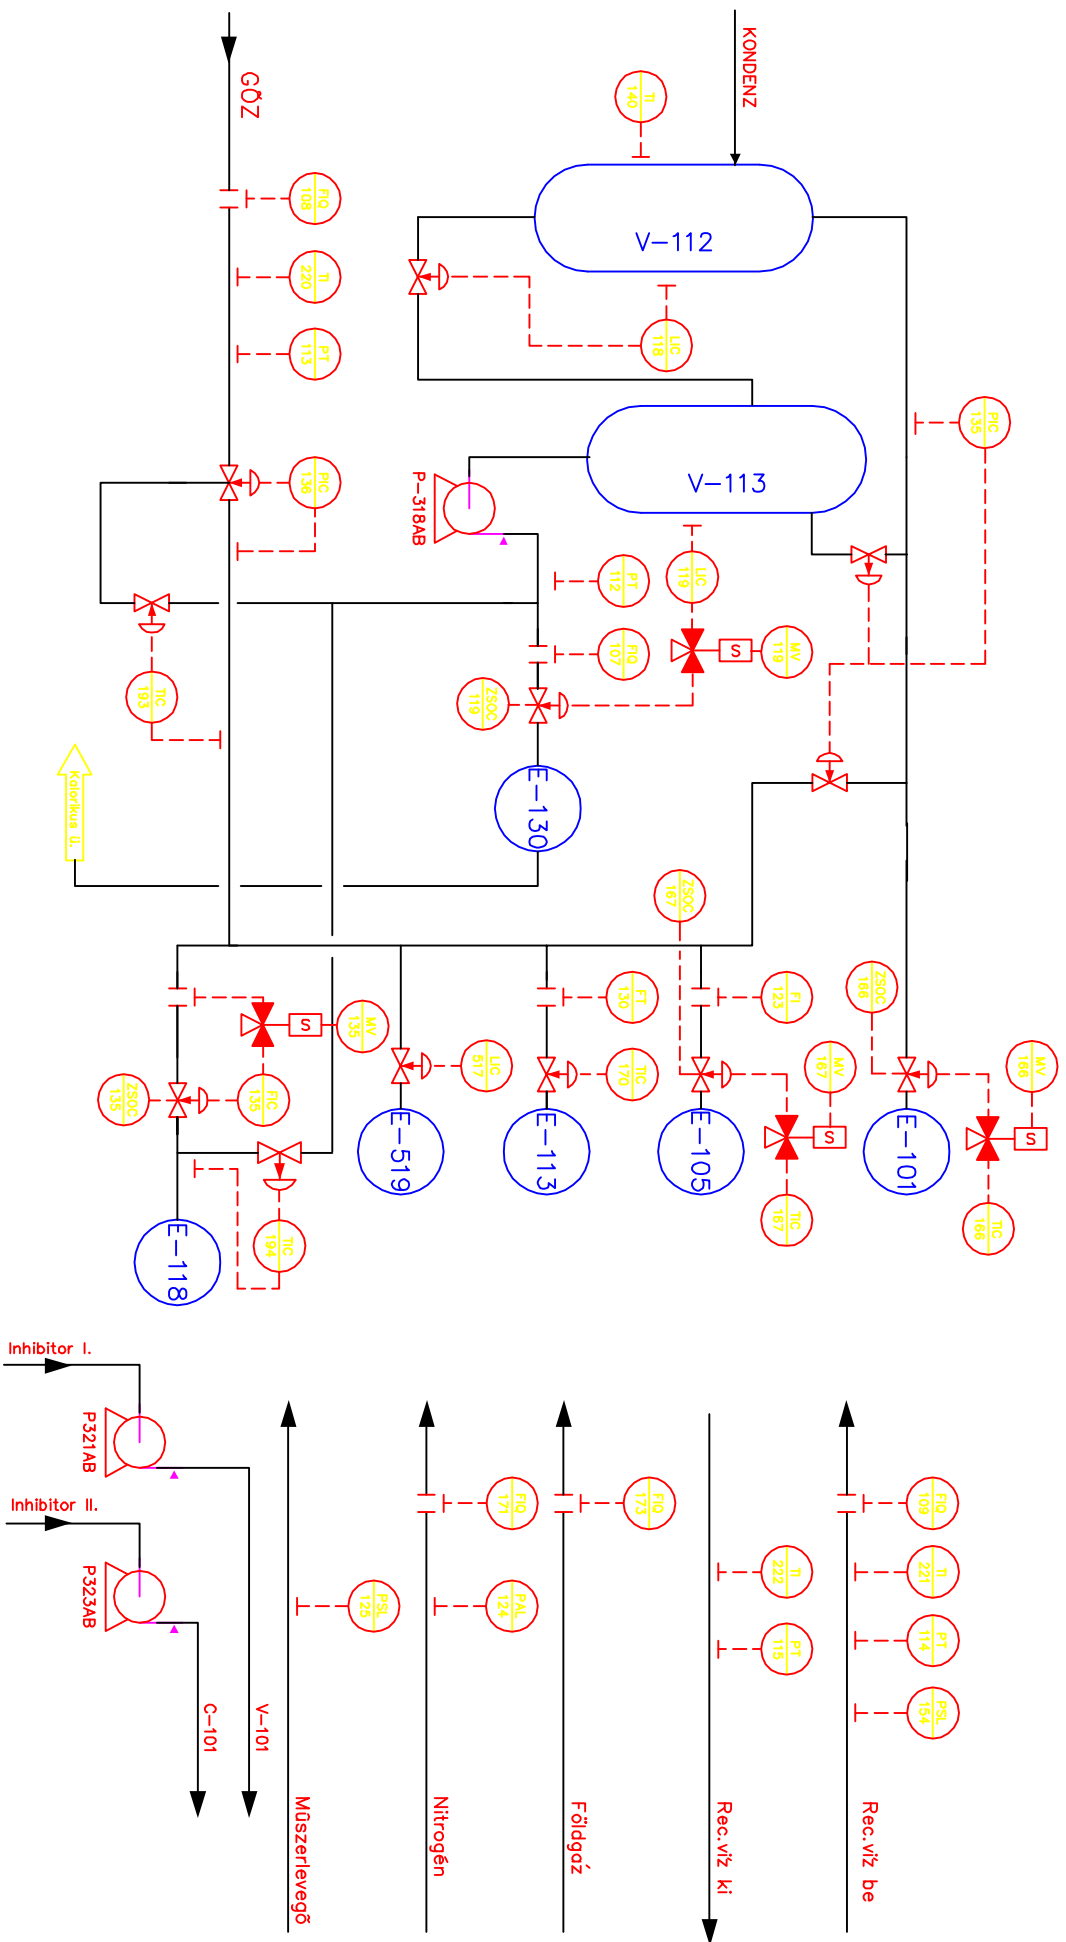 KONDENZ
GŐZ
TI
140
FIQ
108
TI
220
PT
113
V-112
LIC
118
PIC
135
V-113
PIC
136
P-318AB
PT
112
LIC
119
FIQ
107
S
MV
119
ZSOC
119
TIC
193
E-130
Kalorikus ü.
ZSOC
167
ZSOC
166
FT
130
FI
123
S
MV
135
LIC
517
TIC
170
MV
167
MV
166
ZSOC
135
FIC
135
S
S
E-519
E-113
E-105
E-101
TIC
194
TIC
167
TIC
166
E-118
Inhibitor I.
P321AB
Inhibitor II.
P323AB
FIQ
171
FIQ
173
FIQ
109
TI
222
TI
221
PSL
PAL
124
PT
115
PT
114
PSL
154
C-101
V-101
Műszerlevegő
Nitrogén
Földgáz
Rec.víz ki
Rec.víz be